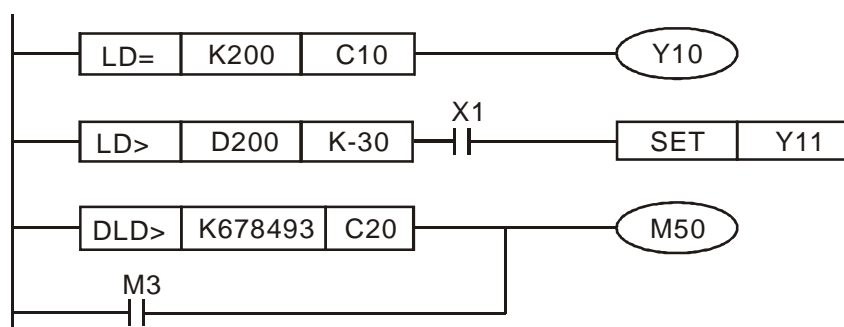 LD= K200 C10 Y10
X1
LD> D200 K-30 SET Y11
DLD> K678493 C20 M50
M3